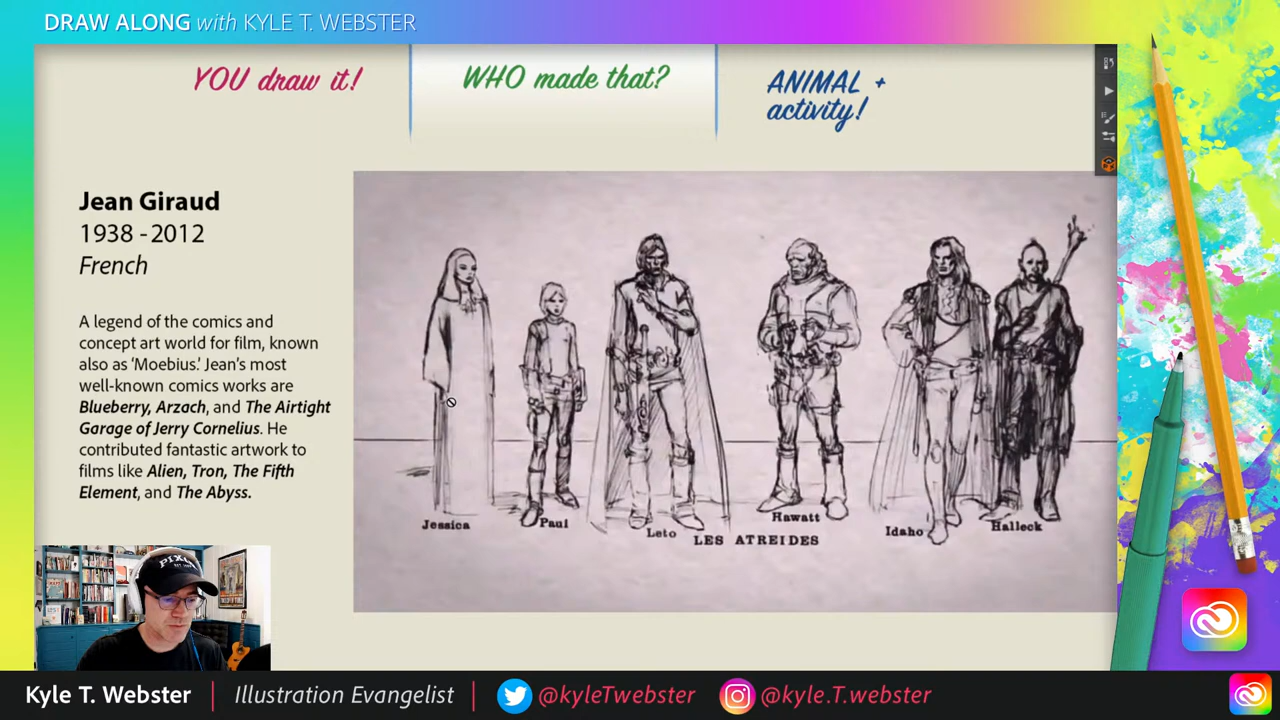 DRAW ALONG with KYLE T. WEBSTER
YOU draw it!
WHO made that?
ANIMAL +
activity!
Jean Giraud
1938 - 2012
French
A legend of the comics and
concept art world for film, known
also as ‘Moebius.’ Jean’s most
well-known comics works are
Blueberry, Arzach, and The Airtight
Garage of Jerry Cornelius. He
contributed fantastic artwork to
films like Alien, Tron, The Fifth
Element, and The Abyss.
Jessica
Paul
Leto
LES ATREIDES
Hawatt
Idaho
Halleck
PIX
Kyle T. Webster | Illustration Evangelist | @kyleTwebster @kyle.T.webster